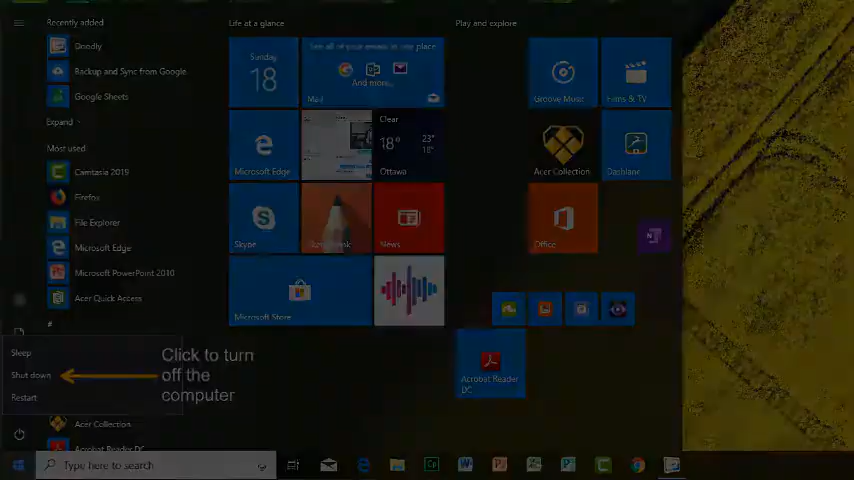 Recently added
Doodly
Backup and Sync from Google
Google Sheets
Expand
Most used
Camtasia 2019
Firefox
File Explorer
Microsoft Edge
Microsoft PowerPoint 2010
Acer Quick Access
#
Sleep
Shut down
Restart
Acer Collection
Acrobat Reader DC
Type here to search
Click to turn
off the
computer
Life at a glance
Sunday
18
See all of your emails in one place
And more...
Mail
Microsoft Edge
Clear
18° 23°
18°
Ottawa
Skype
News
Microsoft Store
Play and explore
Groove Music
Films & TV
Acer Collection
Dashlane
Office
Acrobat Reader
DC